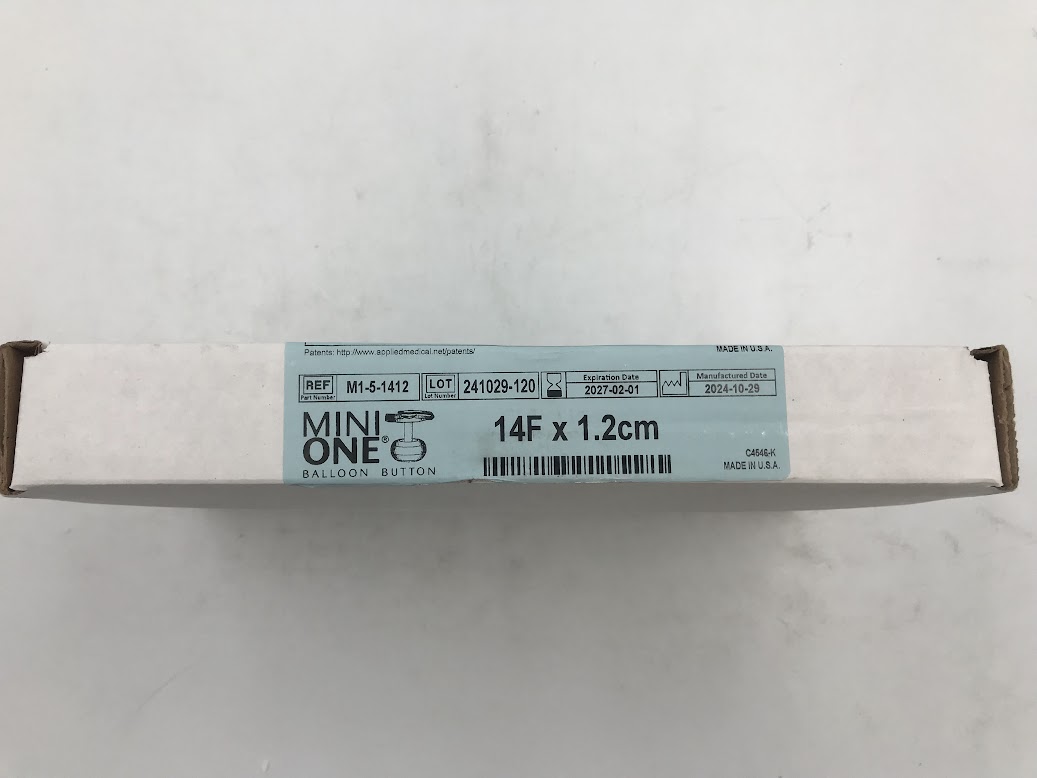 Patents: http://www.appliedmedical.net/patents/
MADE IN U.S.A.
REF Part Number M1-5-1412
LOT Lot Number 241029-120
Expiration Date
2027-02-01
Manufactured Date
2024-10-29
MINI
ONE®
BALLOON BUTTON
14F x 1.2cm
C4546-K
MADE IN U.S.A.